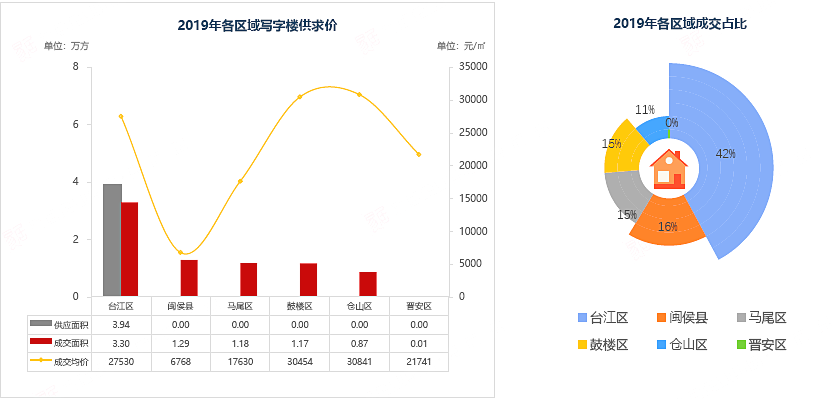 2019年各区域写字楼供求价
单位：万方
单位：元/㎡
8
6
4
2
0
35000
30000
25000
20000
15000
10000
5000
0
台江区 闽侯县 马尾区 鼓楼区 仓山区 晋安区
供应面积 3.94 0.00 0.00 0.00 0.00 0.00
成交面积 3.30 1.29 1.18 1.17 0.87 0.01
成交均价 27530 6768 17630 30454 30841 21741
2019年各区域成交占比
11%
0%
15%
42%
15%
16%
台江区 闽侯县 马尾区
鼓楼区 仓山区 晋安区